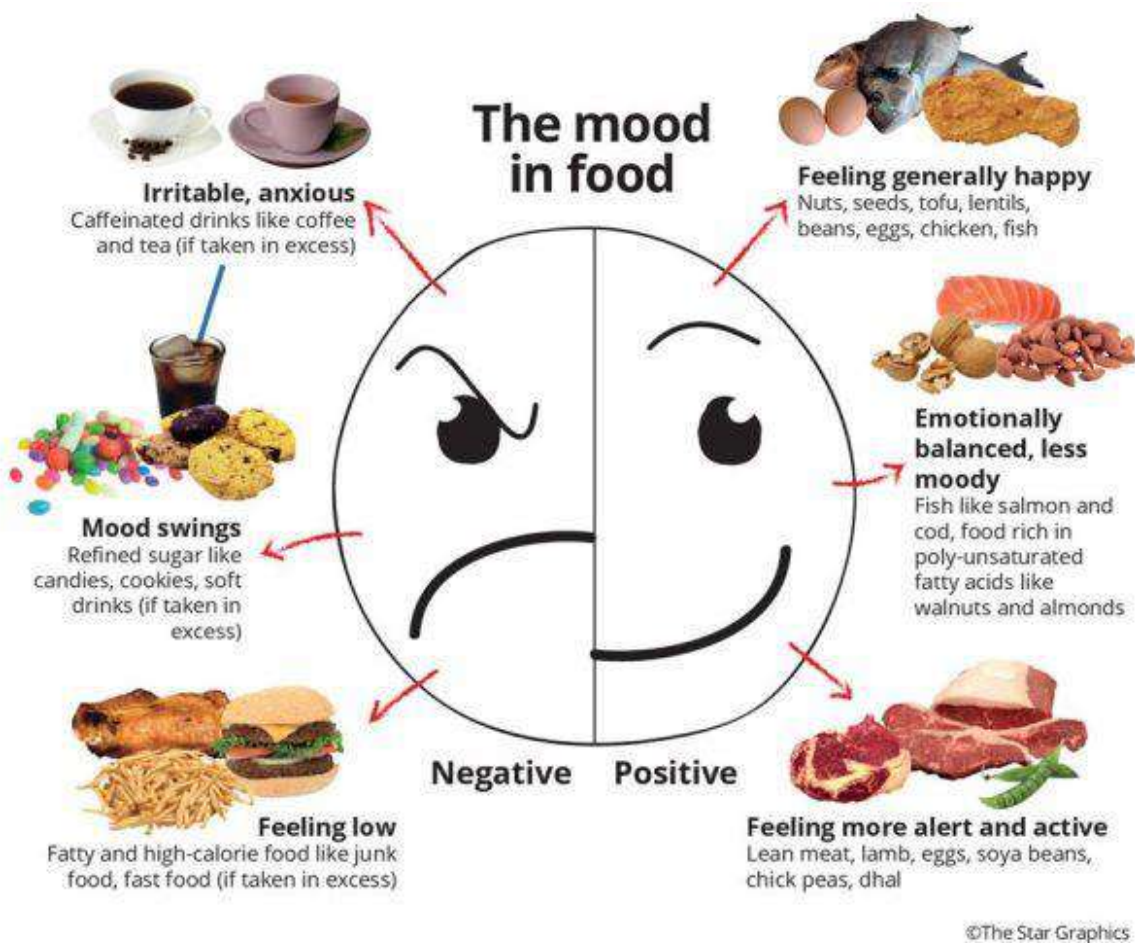 The mood
in food
Irritable, anxious
Caffeinated drinks like coffee
and tea (if taken in excess)
Mood swings
Refined sugar like
candies, cookies, soft
drinks (if taken in
excess)
Feeling low
Fatty and high-calorie food like junk
food, fast food (if taken in excess)
Negative
Positive
Feeling generally happy
Nuts, seeds, tofu, lentils,
beans, eggs, chicken, fish
Emotionally
balanced, less
moody
Fish like salmon and
cod, food rich in
poly-unsaturated
fatty acids like
walnuts and almonds
Feeling more alert and active
Lean meat, lamb, eggs, soya beans,
chick peas, dhal
©The Star Graphics